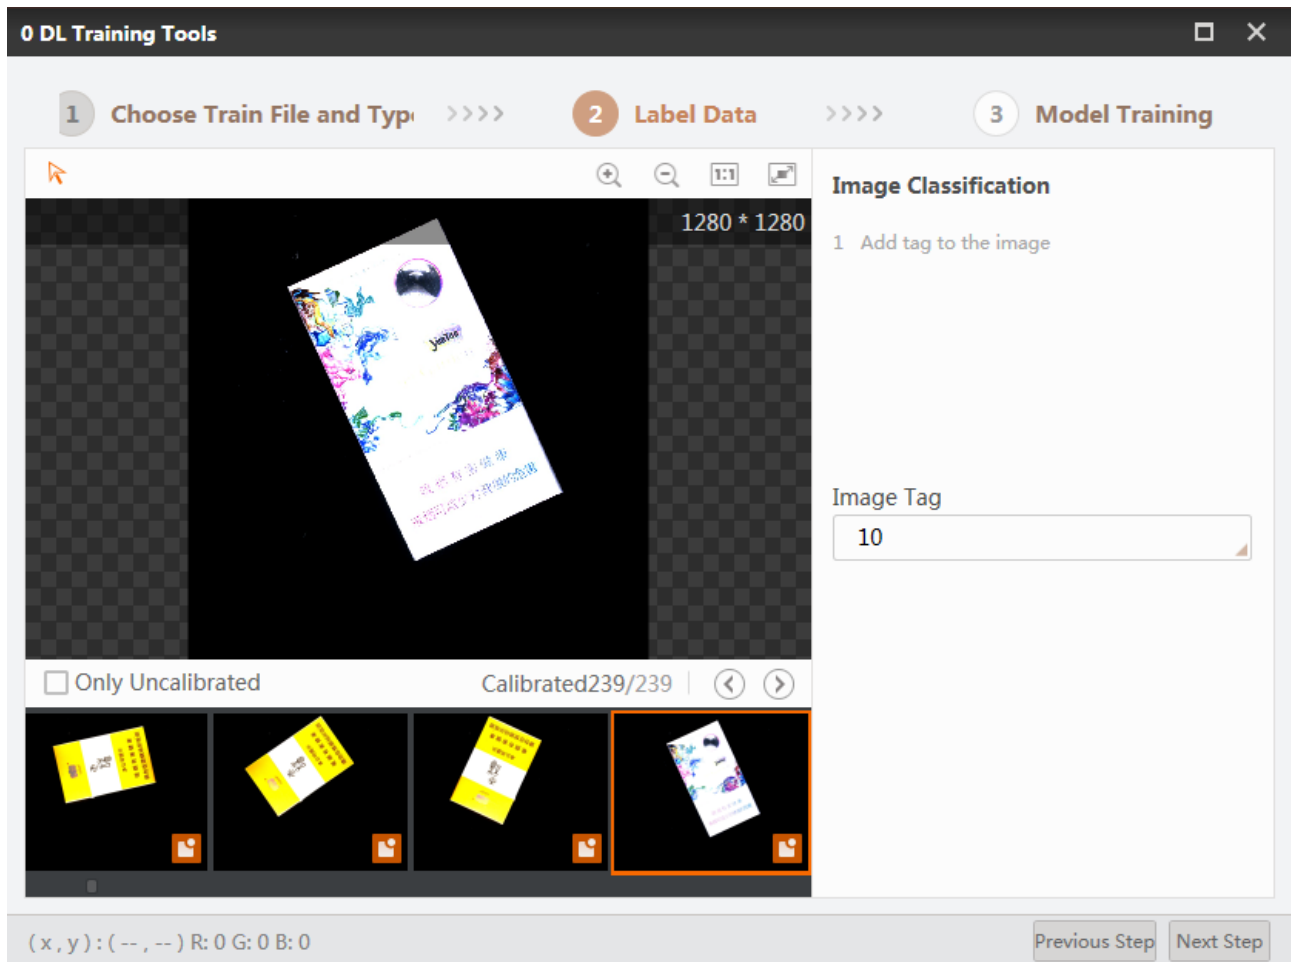 0 DL Training Tools
1 Choose Train File and Typ
>>>>
2 Label Data
>>>>
3 Model Training
1:1
1280 * 1280
Image Classification
1 Add tag to the image
Image Tag
10
Only Uncalibrated
Calibrated239/239
(x,y):(--,--) R:0 G:0 B:0
Previous Step
Next Step